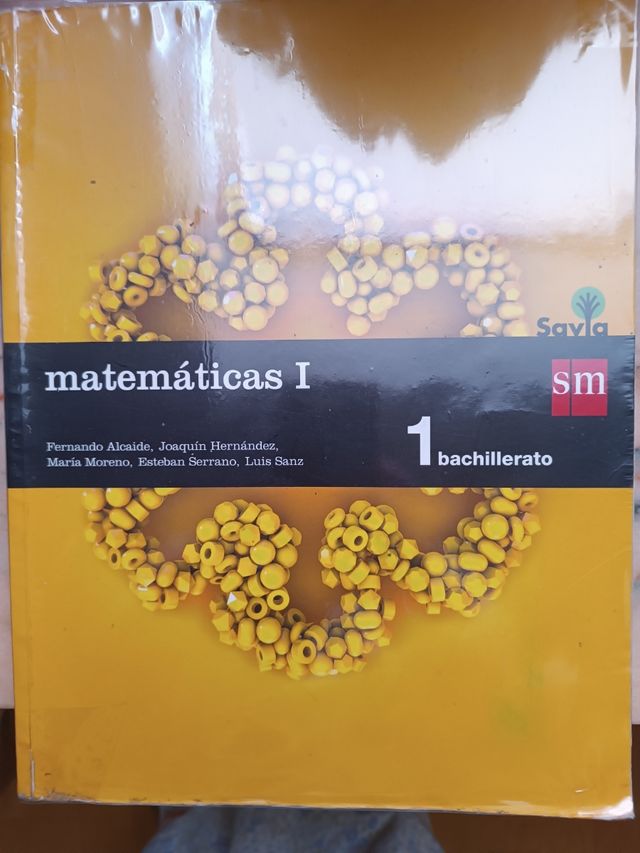 Savia
matemáticas I
sm
Fernando Alcaide, Joaquín Hernández,
María Moreno, Esteban Serrano, Luis Sanz
1 bachillerato